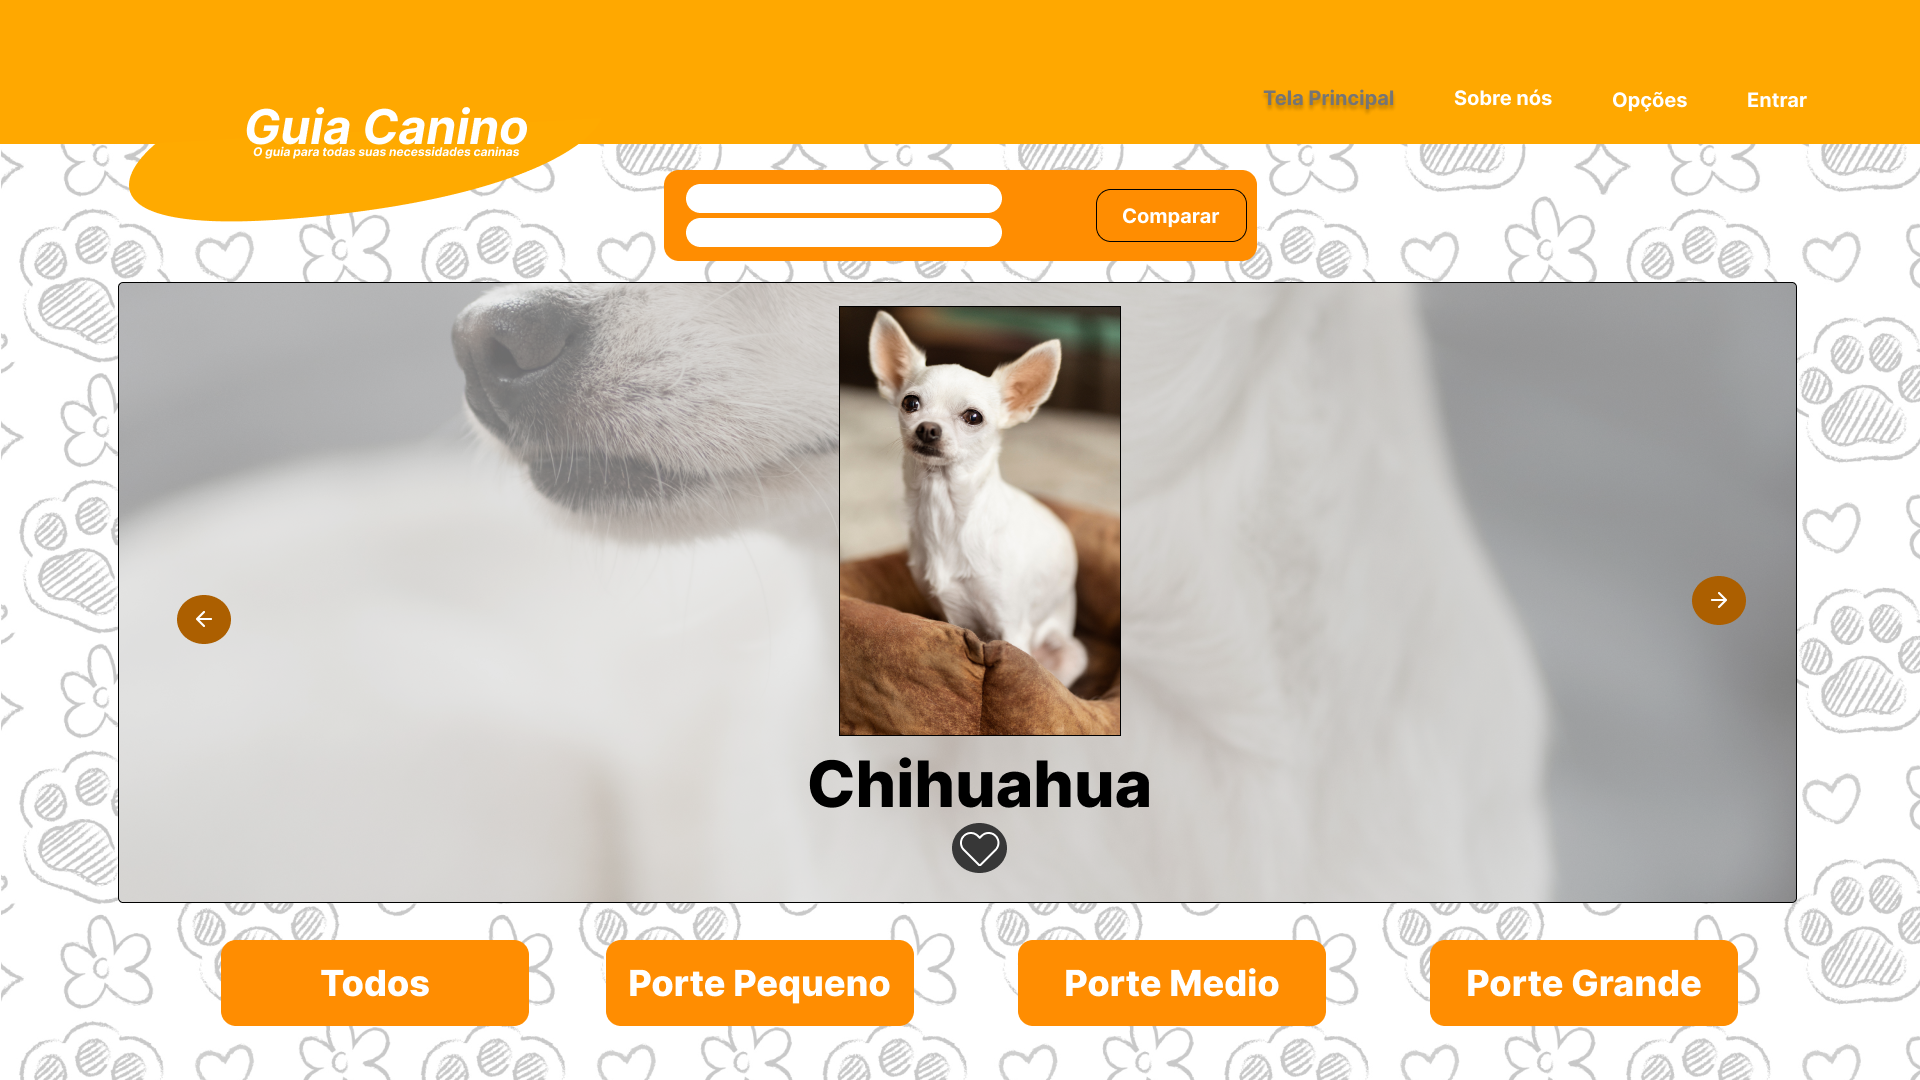 Guia Canino
O guia para todas suas necessidades caninas
Tela Principal
Sobre nós
Opções
Entrar
Comparar
Chihuahua
Todos
Porte Pequeno
Porte Medio
Porte Grande